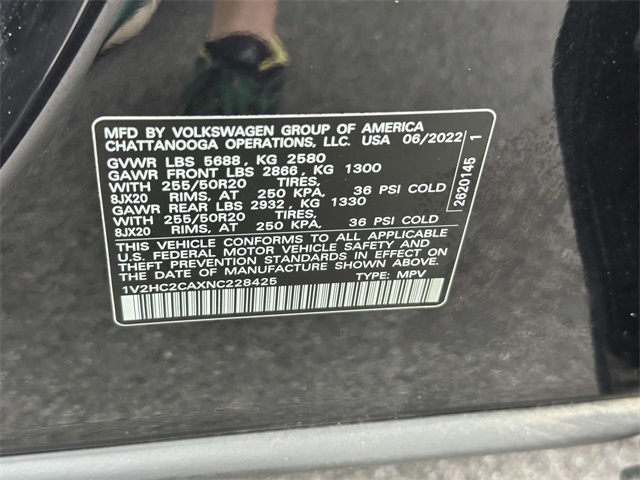 MFD BY VOLKSWAGEN GROUP OF AMERICA
CHATTANOOGA OPERATIONS, LLC. USA 06/2022
GVWR LBS 5688, KG 2580
GAWR FRONT LBS 2866, KG 1300
WITH 255/50R20 TIRES,
8JX20 RIMS, AT 250 KPA, 36 PSI COLD
GAWR REAR LBS 2932, KG 1330
WITH 255/50R20 TIRES,
8JX20 RIMS, AT 250 KPA, 36 PSI COLD
THIS VEHICLE CONFORMS TO ALL APPLICABLE
U.S. FEDERAL MOTOR VEHICLE SAFETY AND
THEFT PREVENTION STANDARDS IN EFFECT ON
THE DATE OF MANUFACTURE SHOWN ABOVE.
1V2HC2CAXNC228425 TYPE: MPV
2620145 1